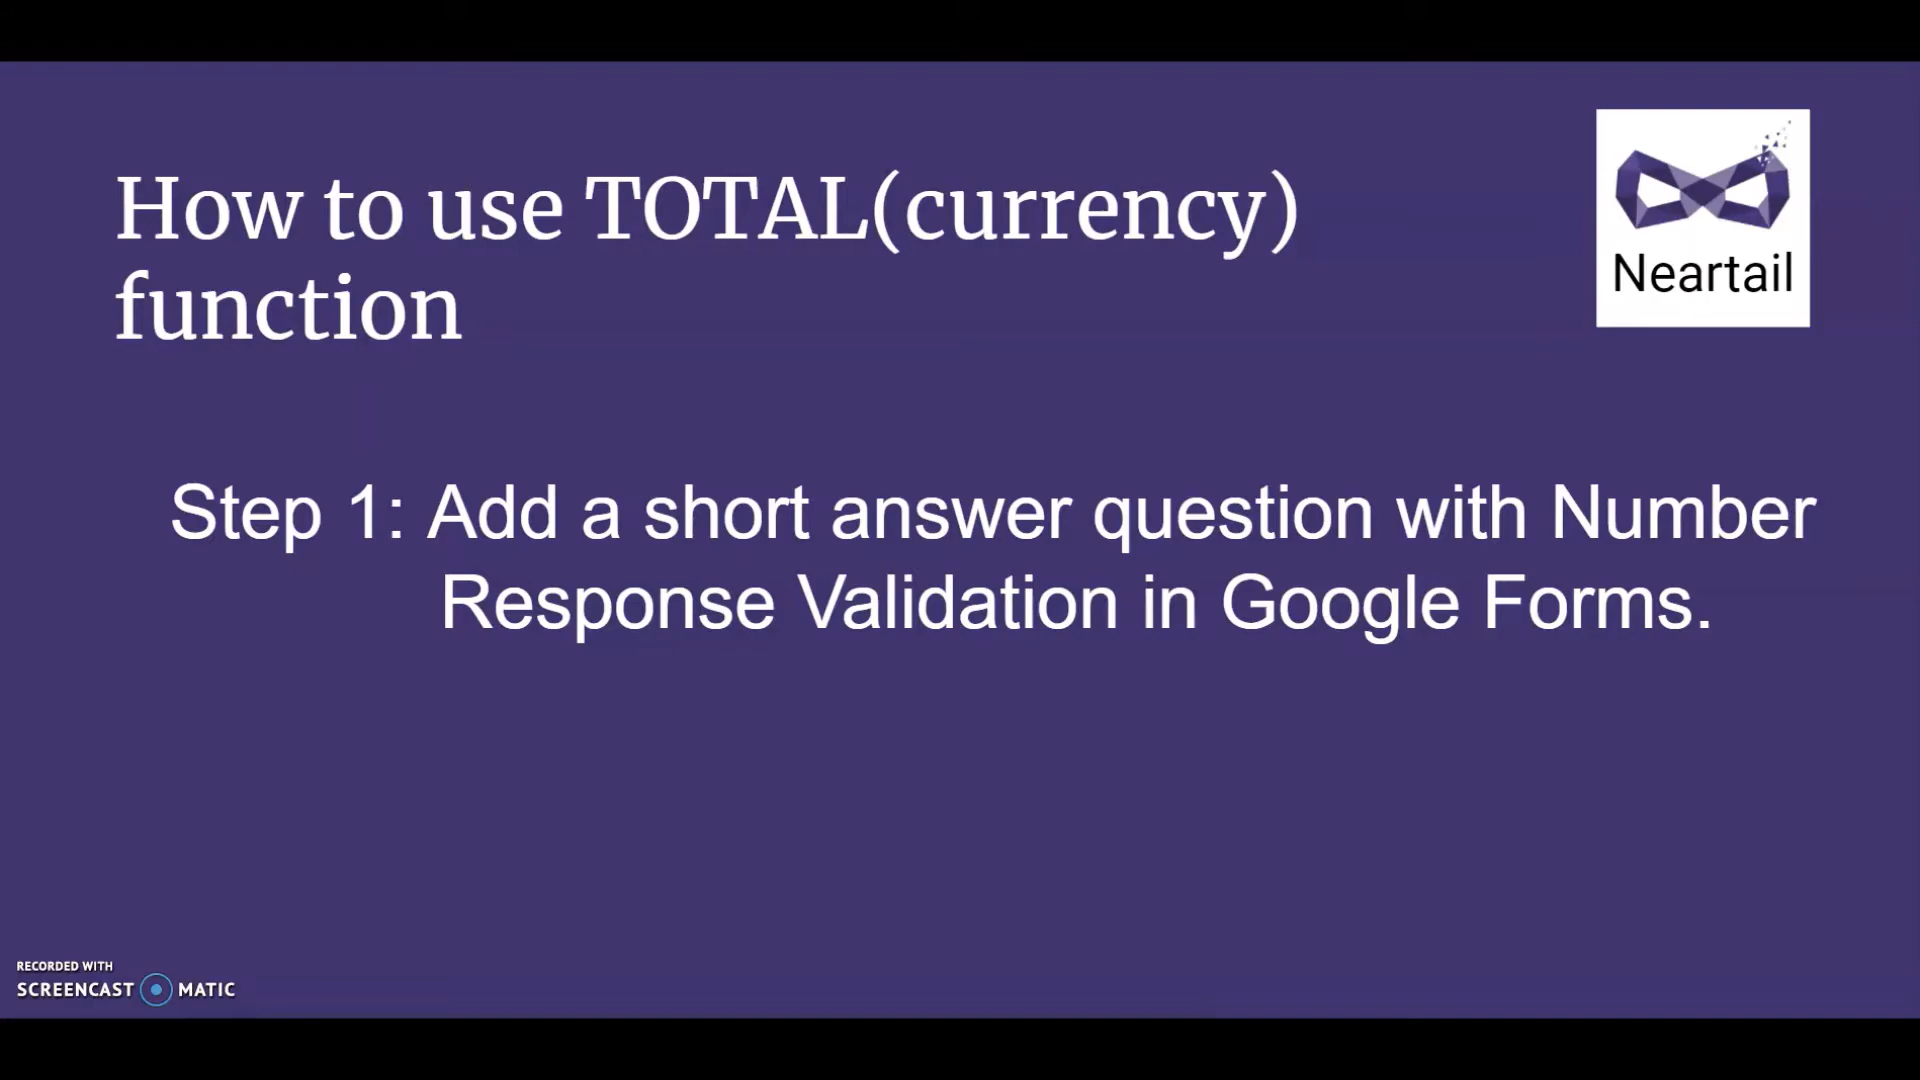 How to use TOTAL(currency)
function
Neartail
Step 1: Add a short answer question with Number
Response Validation in Google Forms.
RECORDED WITH
SCREENCAST MATIC